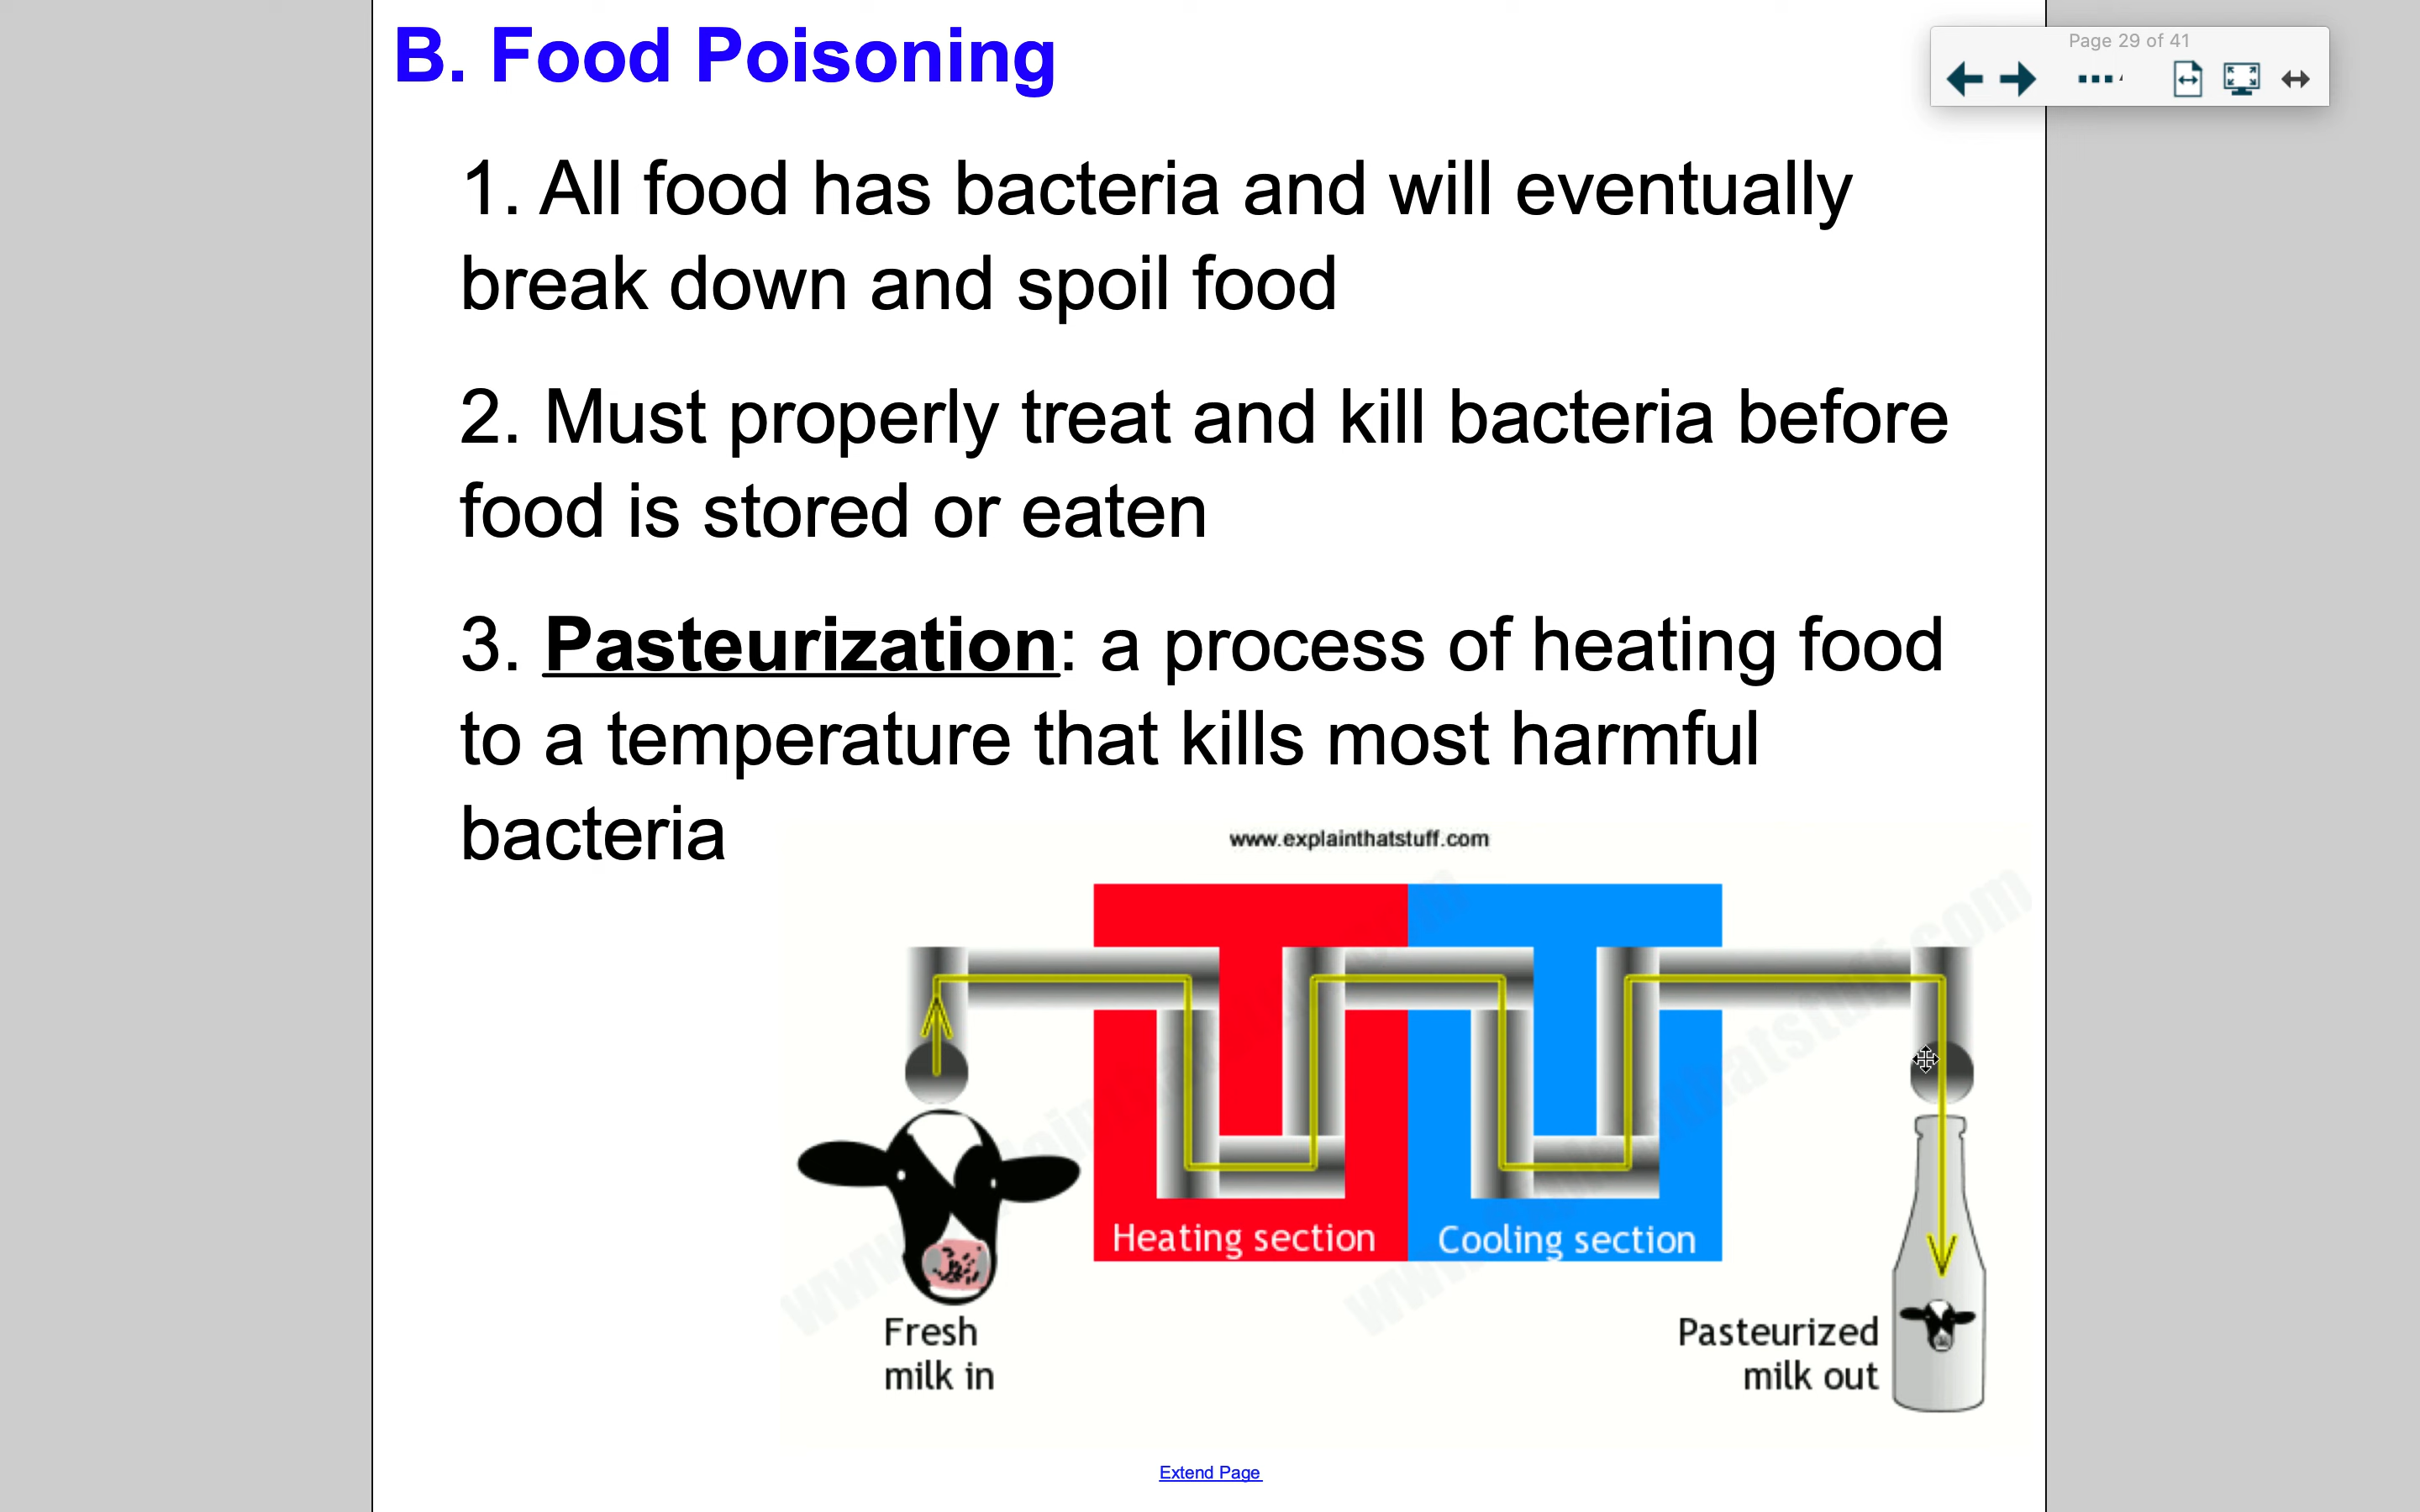 B. Food Poisoning
Page 29 of 41
1. All food has bacteria and will eventually
break down and spoil food
2. Must properly treat and kill bacteria before
food is stored or eaten
3. Pasteurization: a process of heating food
to a temperature that kills most harmful
bacteria
www.explainthatstuff.com
Heating section
Cooling section
Fresh
milk in
Pasteurized
milk out
Extend Page